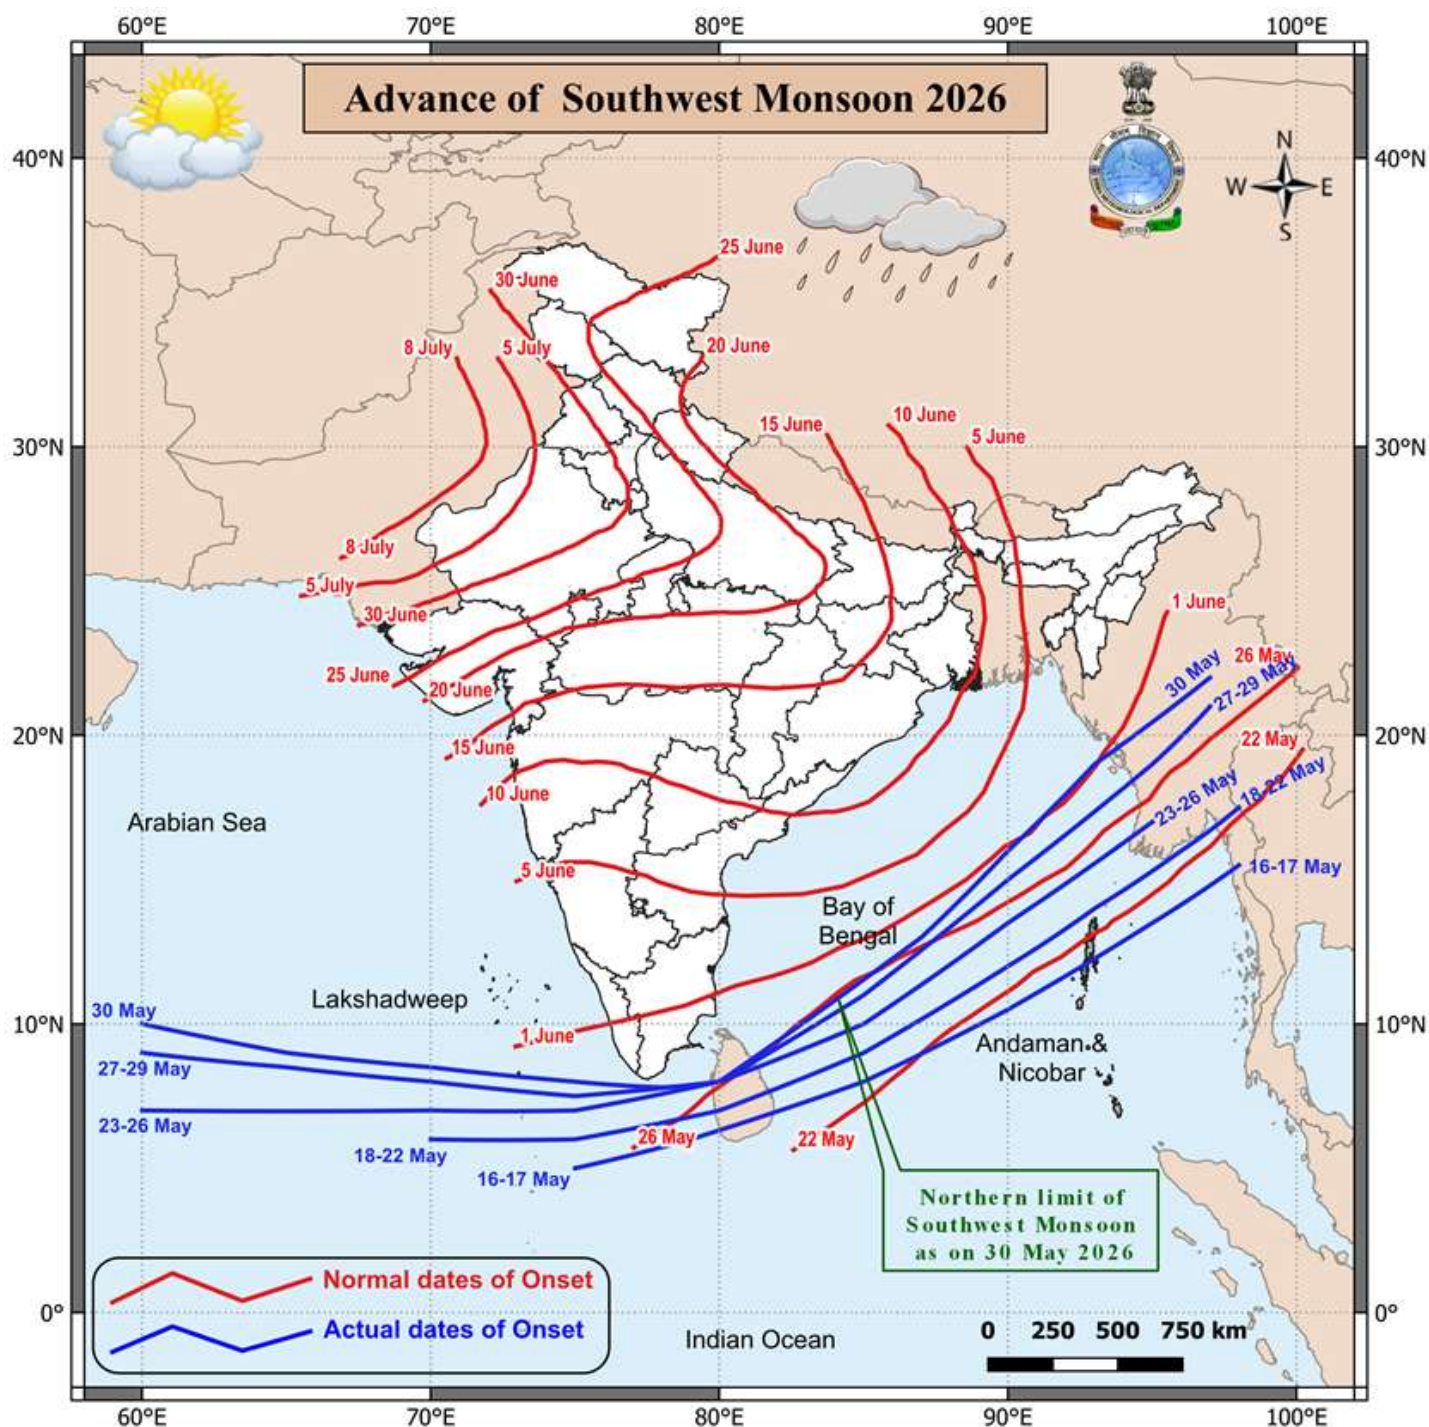 60°E 70°E 80°E 90°E 100°E
Advance of Southwest Monsoon 2026
N
W E
S
40°N 40°N
25 June
30 June
8 July 5 July 20 June
15 June 10 June 5 June
30°N 30°N
8 July
5 July
30 June
1 June
25 June
20 June
30 May 26 May
27-29 May
20°N 20°N
15 June
22 May
10 June
23-26 May 18-22 May
Arabian Sea
5 June
16-17 May
Bay of
Bengal
Lakshadweep
30 May
10°N 10°N
1 June
Andaman &
Nicobar
27-29 May
23-26 May
26 May 22 May
18-22 May
16-17 May
Northern limit of
Southwest Monsoon
as on 30 May 2026
Normal dates of Onset
Actual dates of Onset
0° 0°
Indian Ocean
0 250 500 750 km
60°E 70°E 80°E 90°E 100°E